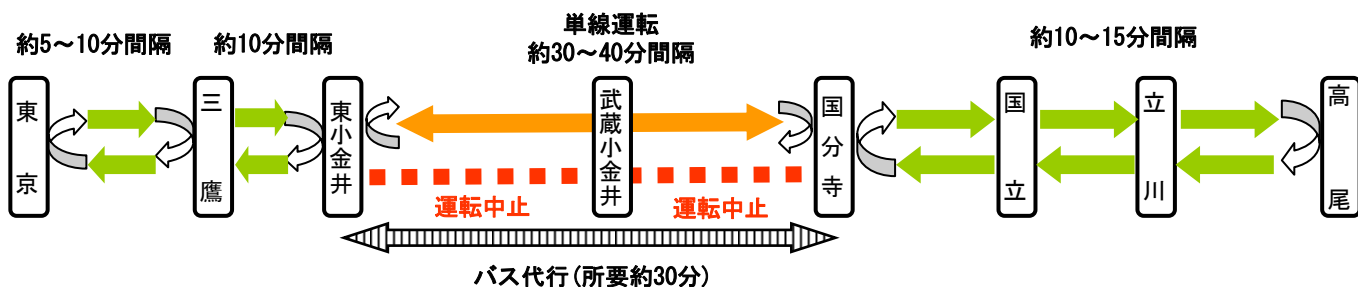 単線運転
約5~10分間隔
約10分間隔
約30~40分間隔
約10~15分間隔
東京
三鷹
東小金井
武蔵小金井
国分寺
国立
立川
高尾
運転中止
運転中止
バス代行(所要約30分)